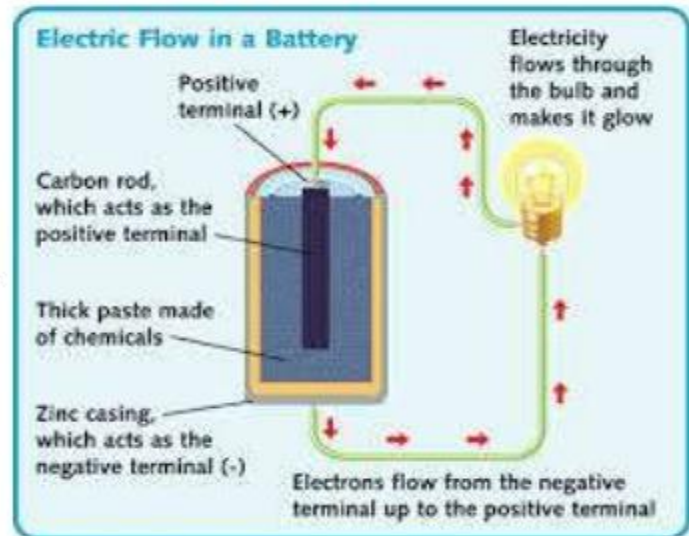 Electric Flow in a Battery
Electricity
flows through
the bulb and
makes it glow
Positive
terminal (+)
Carbon rod,
which acts as the
positive terminal
Thick paste made
of chemicals
Zinc casing,
which acts as the
negative terminal (-)
Electrons flow from the negative
terminal up to the positive terminal